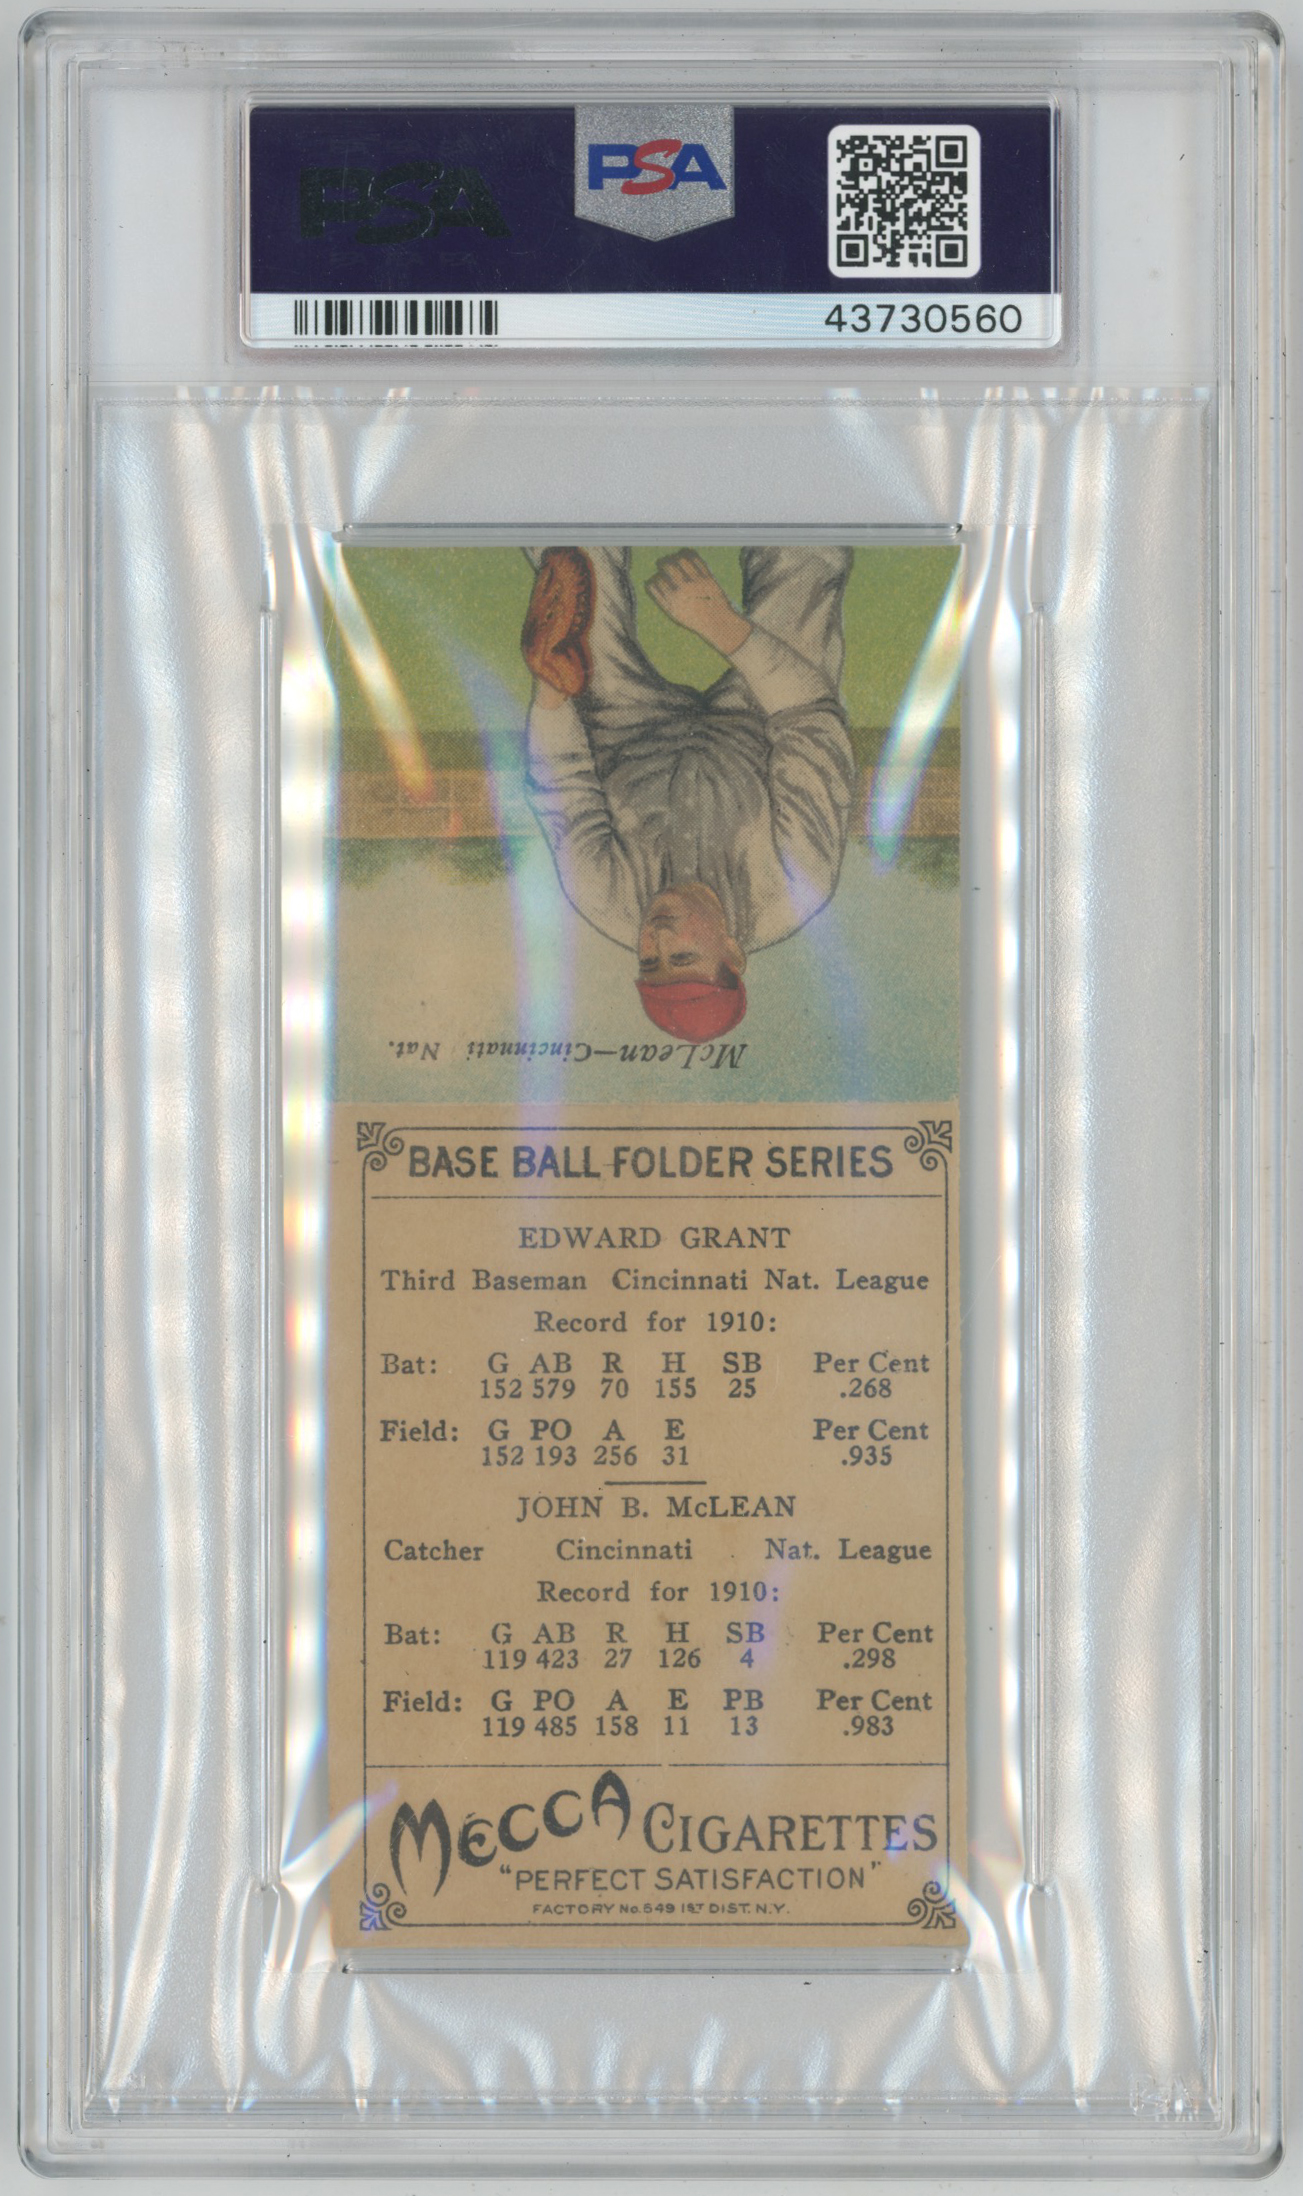 PSA
PSA
43730560
McLean—Cincinnati Nat.
BASE BALL FOLDER SERIES
EDWARD GRANT
Third Baseman Cincinnati Nat. League
Record for 1910:
Bat: G AB R H SB Per Cent
152 579 70 155 25 .268
Field: G PO A E Per Cent
152 193 256 31 .935
JOHN B. McLEAN
Catcher Cincinnati Nat. League
Record for 1910:
Bat: G AB R H SB Per Cent
119 423 27 126 4 .298
Field: G PO A E PB Per Cent
119 485 158 11 13 .983
MECCA CIGARETTES
"PERFECT SATISFACTION"
FACTORY No. 549 1ST DIST. N.Y.
PSA